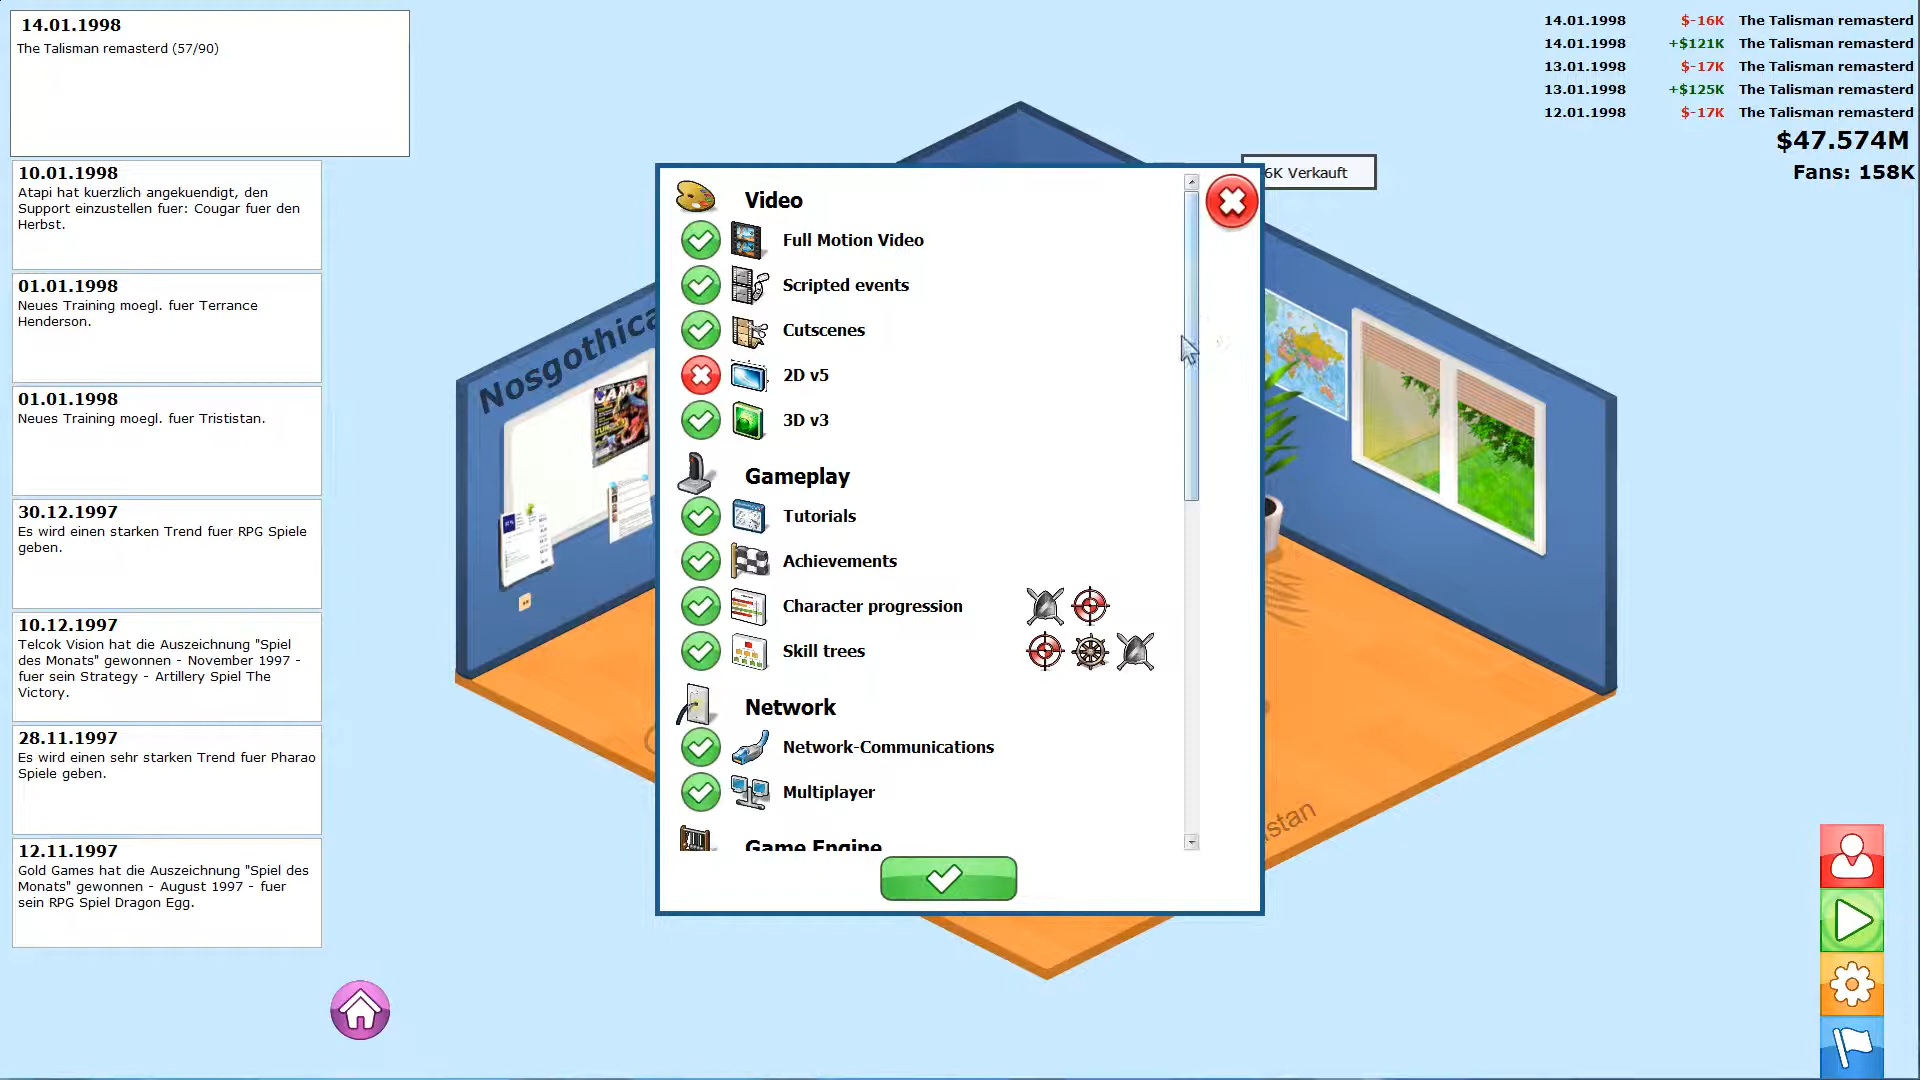 14.01.1998
The Talisman remasterd (57/90)
10.01.1998
Atapi hat kuerzlich angekuendigt, den
Support einzustellen fuer: Cougar fuer den
Herbst.
01.01.1998
Neues Training moegl. fuer Terrance
Henderson.
01.01.1998
Neues Training moegl. fuer Trististan.
30.12.1997
Es wird einen starken Trend fuer RPG Spiele
geben.
10.12.1997
Telcok Vision hat die Auszeichnung "Spiel
des Monats" gewonnen - November 1997 -
fuer sein Strategy - Artillery Spiel The
Victory.
28.11.1997
Es wird einen sehr starken Trend fuer Pharao
Spiele geben.
12.11.1997
Gold Games hat die Auszeichnung "Spiel des
Monats" gewonnen - August 1997 - fuer
sein RPG Spiel Dragon Egg.
Nosgothica
Video
Full Motion Video
Scripted events
Cutscenes
2D v5
3D v3
Gameplay
Tutorials
Achievements
Character progression
Skill trees
Network
Network-Communications
Multiplayer
Game Engine
6K Verkauft
istan
14.01.1998 $-16K The Talisman remasterd
14.01.1998 +$121K The Talisman remasterd
13.01.1998 $-17K The Talisman remasterd
13.01.1998 +$125K The Talisman remasterd
12.01.1998 $-17K The Talisman remasterd
$47.574M
Fans: 158K